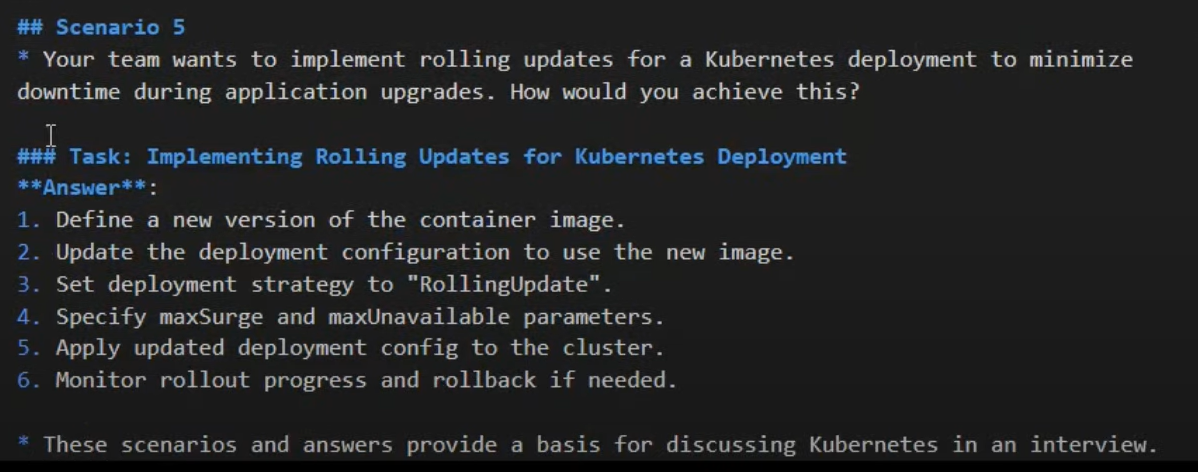 ## Scenario 5
* Your team wants to implement rolling updates for a Kubernetes deployment to minimize
downtime during application upgrades. How would you achieve this?
### Task: Implementing Rolling Updates for Kubernetes Deployment
**Answer**:
1. Define a new version of the container image.
2. Update the deployment configuration to use the new image.
3. Set deployment strategy to "RollingUpdate".
4. Specify maxSurge and maxUnavailable parameters.
5. Apply updated deployment config to the cluster.
6. Monitor rollout progress and rollback if needed.
* These scenarios and answers provide a basis for discussing Kubernetes in an interview.